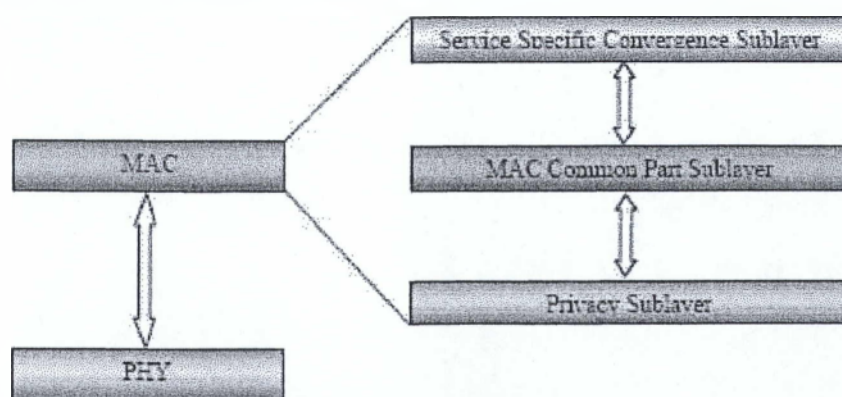 Service Specific Convergence Sublayer
MAC
MAC Common Part Sublayer
Privacy Sublayer
PHY